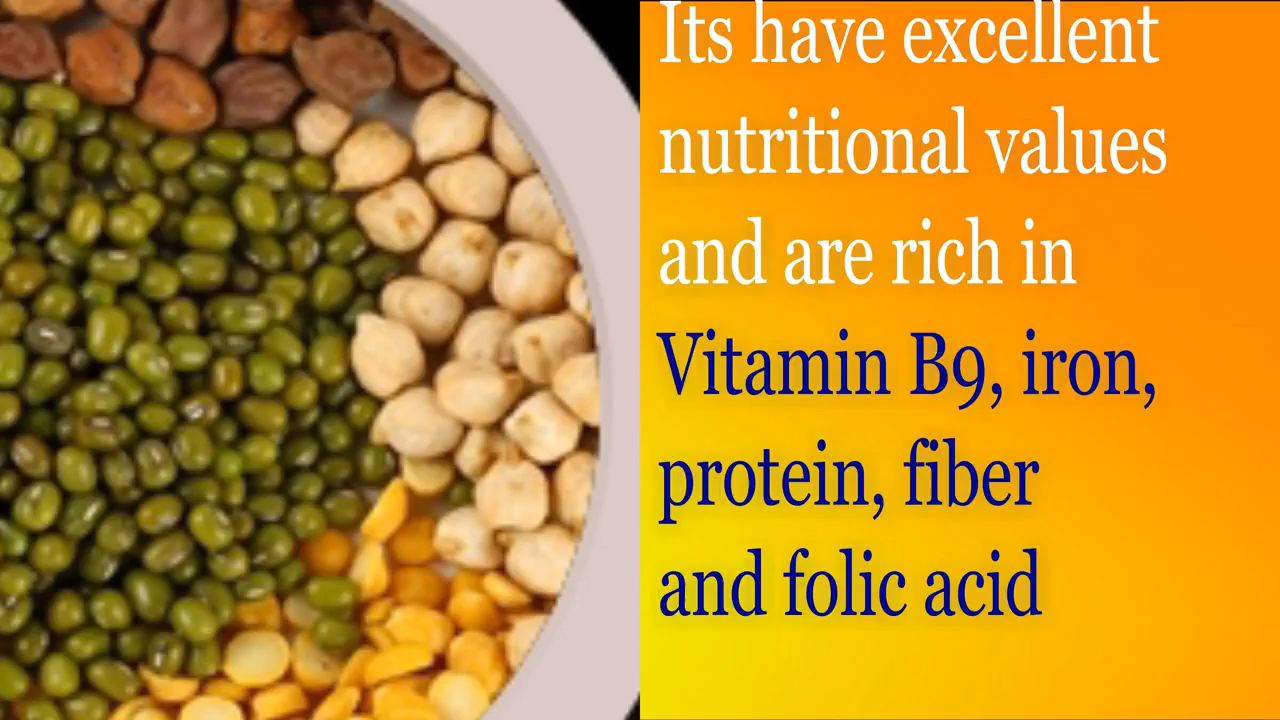 Its have excellent
nutritional values
and are rich in
Vitamin B9, iron,
protein, fiber
and folic acid